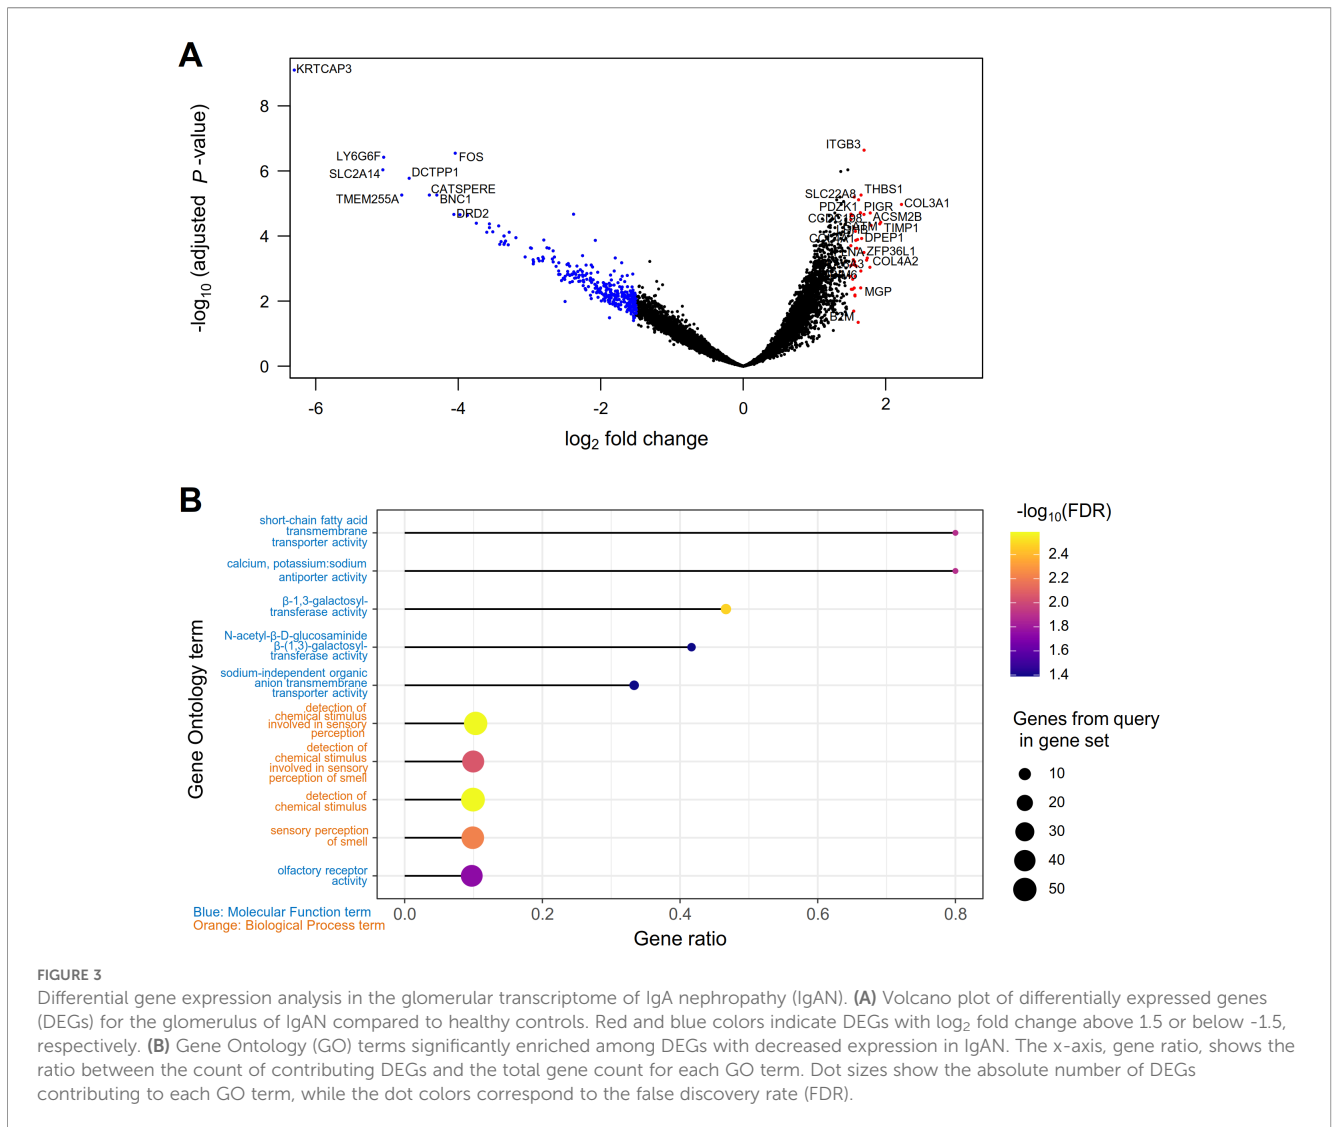 A
KRTCAP3
ITGB3
LY6G6F
FOS
SLC2A14
DCTPP1
CATSPERE
TMEM255A
BNC1
DRD2
SLC22A8
THBS1
PDZK1
PIGR
COL3A1
ACSM2B
TIMP1
DPEP1
ZFP36L1
COL4A2
MGP
B2M
8
6
4
2
0
-6
-4
-2
0
2
-log10 (adjusted P -value)
log2 fold change
B
short-chain fatty acid
transmembrane
transporter activity
calcium, potassium:sodium
antiporter activity
β-1,3-galactosyl-
transferase activity
N-acetyl-β-D-glucosaminide
β-(1,3)-galactosyl-
transferase activity
sodium-independent organic
anion transmembrane
transporter activity
detection of
chemical stimulus
involved in sensory
perception
detection of
chemical stimulus
involved in sensory
perception of smell
detection of
chemical stimulus
sensory perception
of smell
olfactory receptor
activity
Gene Ontology term
Blue: Molecular Function term
Orange: Biological Process term
0.0
0.2
0.4
0.6
0.8
Gene ratio
-log10(FDR)
2.4
2.2
2.0
1.8
1.6
1.4
Genes from query
in gene set
10
20
30
40
50
FIGURE 3
Differential gene expression analysis in the glomerular transcriptome of IgA nephropathy (IgAN). (A) Volcano plot of differentially expressed genes
(DEGs) for the glomerulus of IgAN compared to healthy controls. Red and blue colors indicate DEGs with log2 fold change above 1.5 or below -1.5,
respectively. (B) Gene Ontology (GO) terms significantly enriched among DEGs with decreased expression in IgAN. The x-axis, gene ratio, shows the
ratio between the count of contributing DEGs and the total gene count for each GO term. Dot sizes show the absolute number of DEGs
contributing to each GO term, while the dot colors correspond to the false discovery rate (FDR).